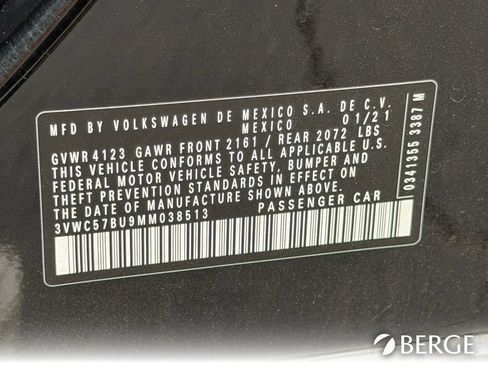 MFD BY VOLKSWAGEN DE MEXICO S.A. DE C.V.
MEXICO 01/21
GVWR 4123 GAWR FRONT 2161 / REAR 2072 LBS
THIS VEHICLE CONFORMS TO ALL APPLICABLE U.S.
FEDERAL MOTOR VEHICLE SAFETY, BUMPER AND
THEFT PREVENTION STANDARDS IN EFFECT ON THE
DATE OF MANUFACTURE SHOWN ABOVE.
3VWC57BU9MM038513 PASSENGER CAR
0341355 3387 M
BERGE